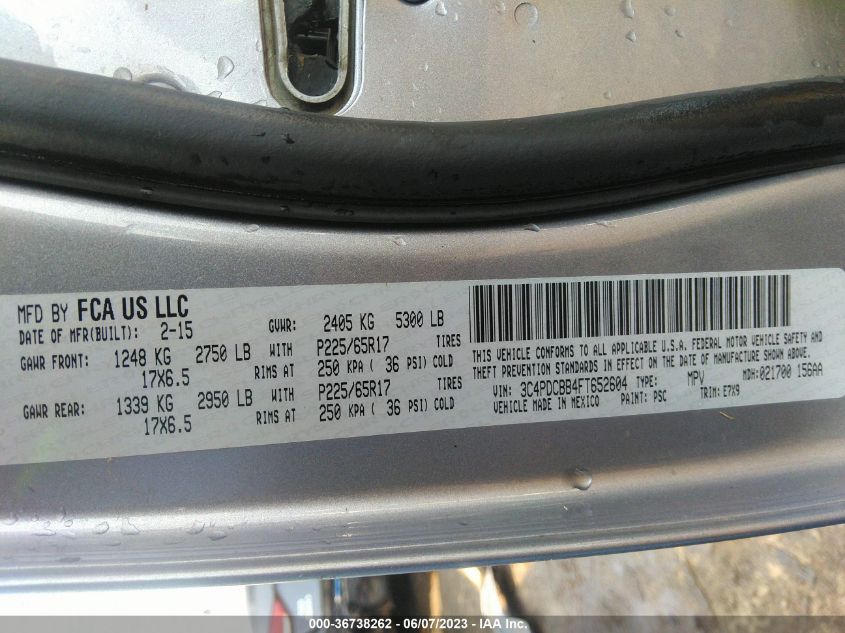 MFD BY FCA US LLC
DATE OF MFR(BUILT): 2-15 GVWR: 2405 KG 5300 LB
GAWR FRONT: 1248 KG 2750 LB WITH P225/65R17 TIRES
17X6.5 RIMS AT 250 KPA ( 36 PSI) COLD
GAWR REAR: 1339 KG 2950 LB WITH P225/65R17 TIRES
17X6.5 RIMS AT 250 KPA ( 36 PSI) COLD
THIS VEHICLE CONFORMS TO ALL APPLICABLE U.S.A. FEDERAL MOTOR VEHICLE SAFETY AND
THEFT PREVENTION STANDARDS IN EFFECT ON THE DATE OF MANUFACTURE SHOWN ABOVE.
VIN: 3C4PDCBB4FT652604 TYPE: MPV MDH:021700 156AA
VEHICLE MADE IN MEXICO PAINT: PSC TRIM: E7X9
000-36738262 - 06/07/2023 - IAA Inc.